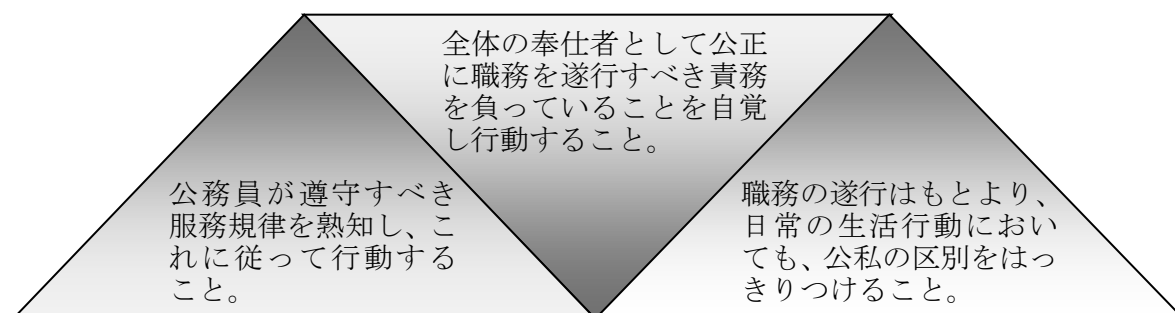 全体の奉仕者として公正
に職務を遂行すべき責務
を負っていることを自覚
し行動すること。
公務員が遵守すべき
服務規律を熟知し、こ
れに従って行動する
こと。
職務の遂行はもとより、
日常の生活行動におい
ても、公私の区別をはっ
きりつけること。